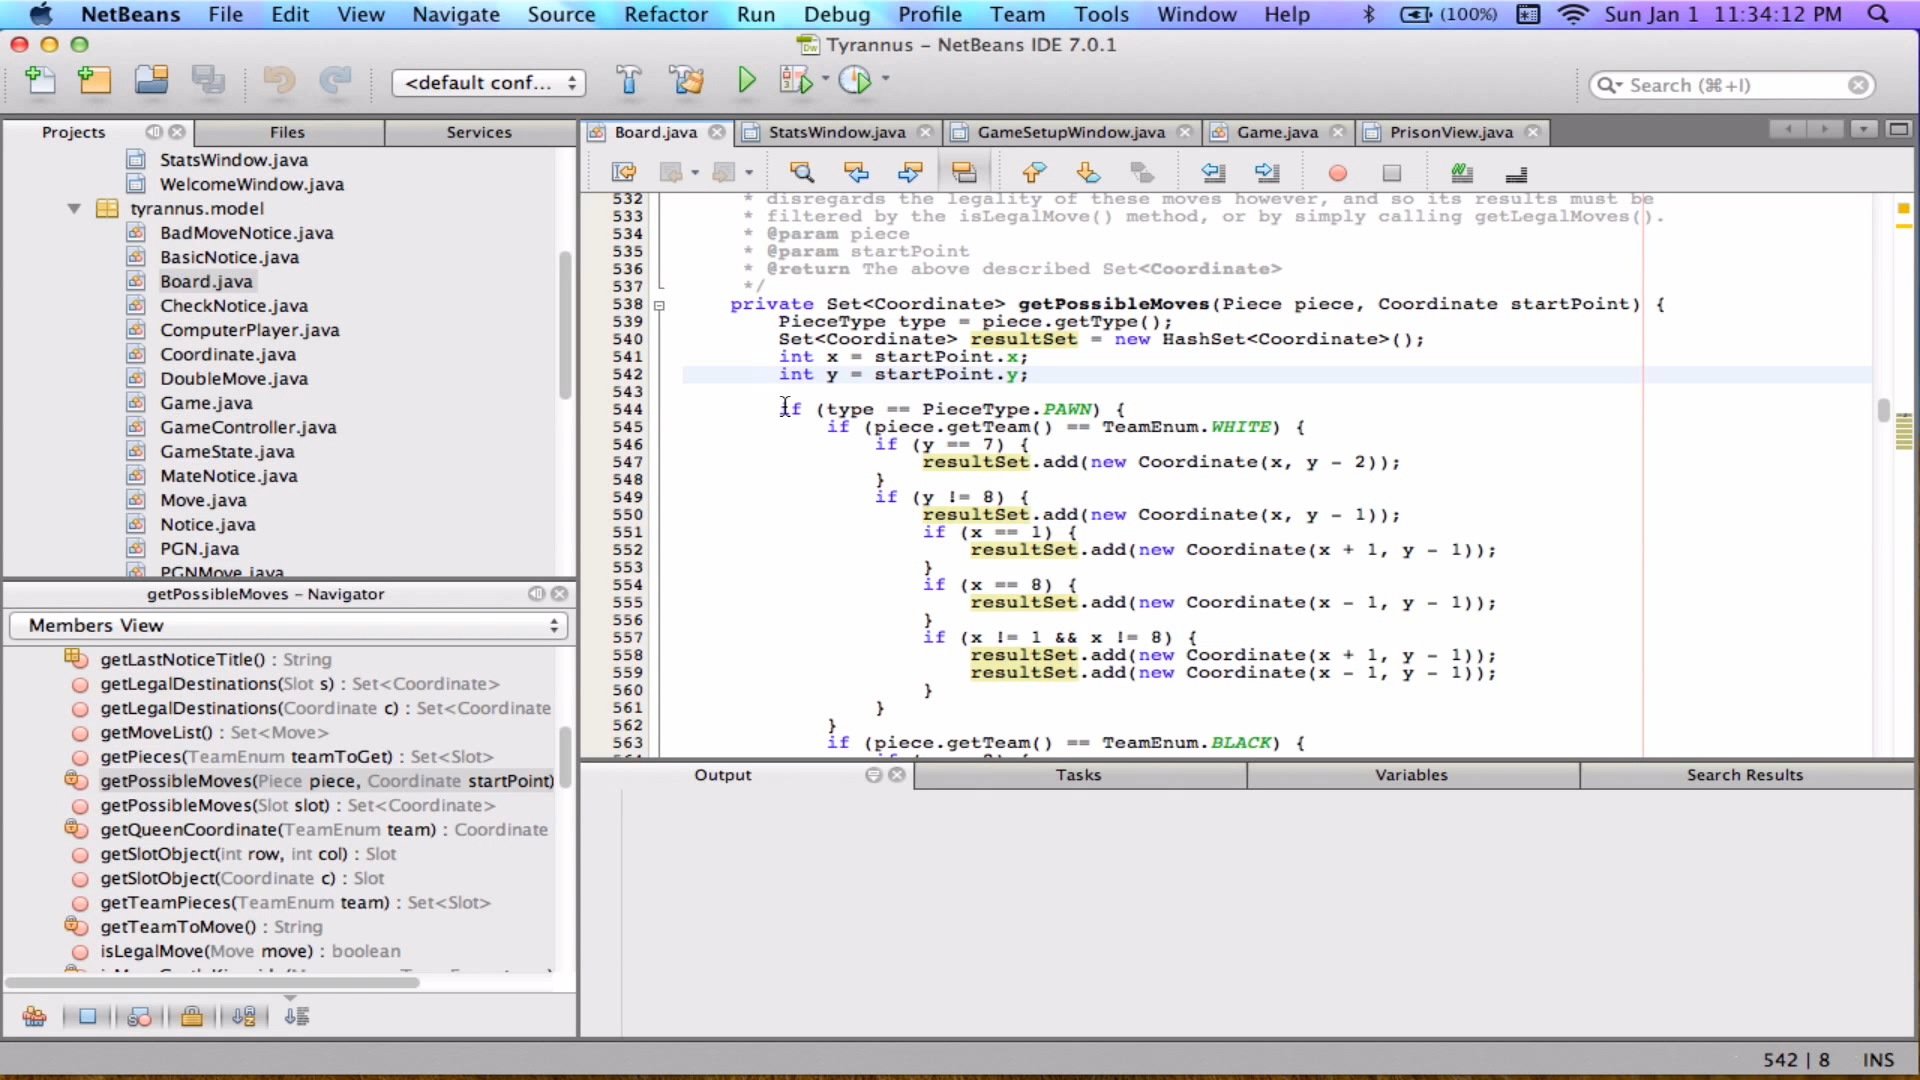 NetBeans File Edit View Navigate Source Refactor Run Debug Profile Team Tools Window Help (100%) Sun Jan 1 11:34:12 PM
Tyrannus – NetBeans IDE 7.0.1
<default conf... Search (⌘+I)
Projects Files Services
StatsWindow.java
WelcomeWindow.java
tyrannus.model
BadMoveNotice.java
BasicNotice.java
Board.java
CheckNotice.java
ComputerPlayer.java
Coordinate.java
DoubleMove.java
Game.java
GameController.java
GameState.java
MateNotice.java
Move.java
Notice.java
PGN.java
PGNMove.java
getPossibleMoves – Navigator
Members View
getLastNoticeTitle() : String
getLegalDestinations(Slot s) : Set<Coordinate>
getLegalDestinations(Coordinate c) : Set<Coordinate
getMoveList() : Set<Move>
getPieces(TeamEnum teamToGet) : Set<Slot>
getPossibleMoves(Piece piece, Coordinate startPoint)
getPossibleMoves(Slot slot) : Set<Coordinate>
getQueenCoordinate(TeamEnum team) : Coordinate
getSlotObject(int row, int col) : Slot
getSlotObject(Coordinate c) : Slot
getTeamPieces(TeamEnum team) : Set<Slot>
getTeamToMove() : String
isLegalMove(Move move) : boolean
Board.java StatsWindow.java GameSetupWindow.java Game.java PrisonView.java
532 * disregards the legality of these moves however, and so its results must be
533 * filtered by the isLegalMove() method, or by simply calling getLegalMoves().
534 * @param piece
535 * @param startPoint
536 * @return The above described Set<Coordinate>
537 */
538 private Set<Coordinate> getPossibleMoves(Piece piece, Coordinate startPoint) {
539 PieceType type = piece.getType();
540 Set<Coordinate> resultSet = new HashSet<Coordinate>();
541 int x = startPoint.x;
542 int y = startPoint.y;
543
544 if (type == PieceType.PAWN) {
545 if (piece.getTeam() == TeamEnum.WHITE) {
546 if (y == 7) {
547 resultSet.add(new Coordinate(x, y - 2));
548 }
549 if (y != 8) {
550 resultSet.add(new Coordinate(x, y - 1));
551 if (x == 1) {
552 resultSet.add(new Coordinate(x + 1, y - 1));
553 }
554 if (x == 8) {
555 resultSet.add(new Coordinate(x - 1, y - 1));
556 }
557 if (x != 1 && x != 8) {
558 resultSet.add(new Coordinate(x + 1, y - 1));
559 resultSet.add(new Coordinate(x - 1, y - 1));
560 }
561 }
562 }
563 if (piece.getTeam() == TeamEnum.BLACK) {
Output Tasks Variables Search Results
542 | 8 INS